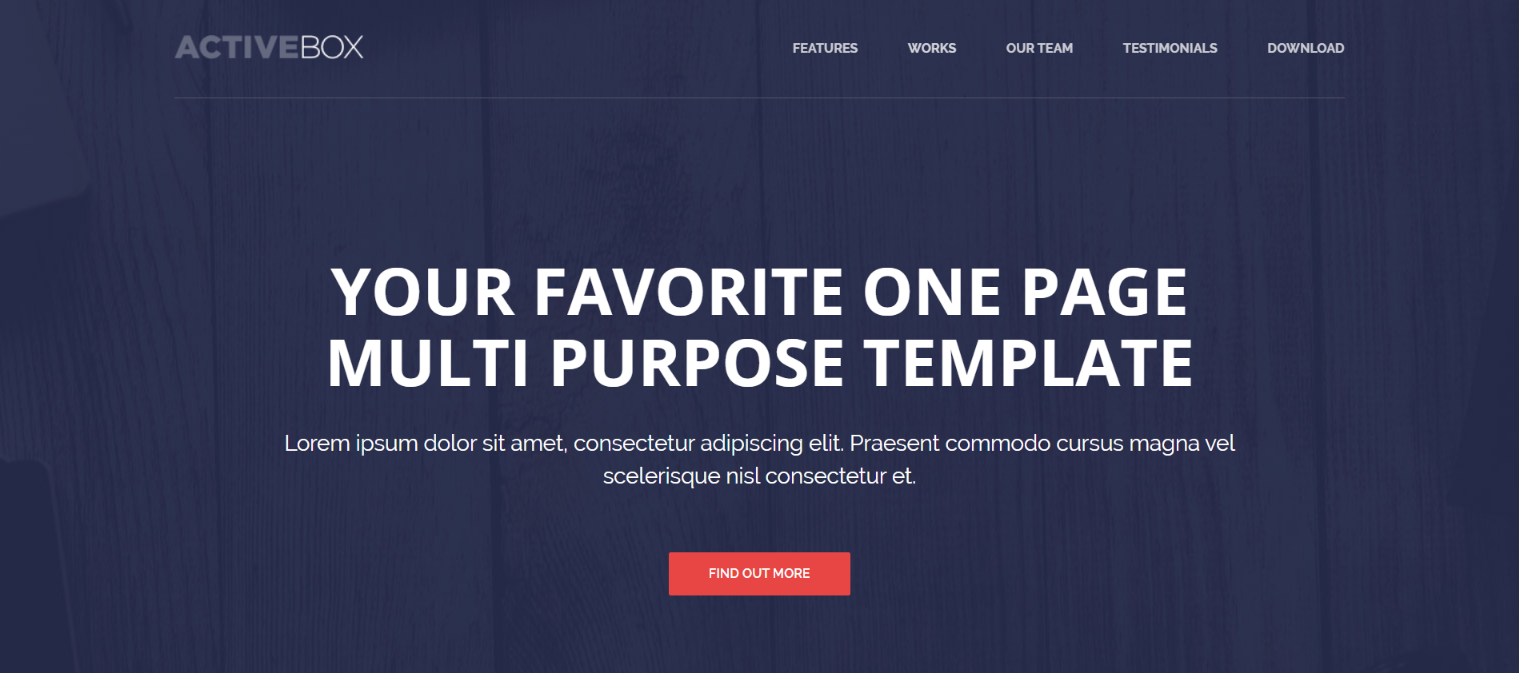 ACTIVEBOX
FEATURES WORKS OUR TEAM TESTIMONIALS DOWNLOAD
YOUR FAVORITE ONE PAGE
MULTI PURPOSE TEMPLATE
Lorem ipsum dolor sit amet, consectetur adipiscing elit. Praesent commodo cursus magna vel
scelerisque nisl consectetur et.
FIND OUT MORE